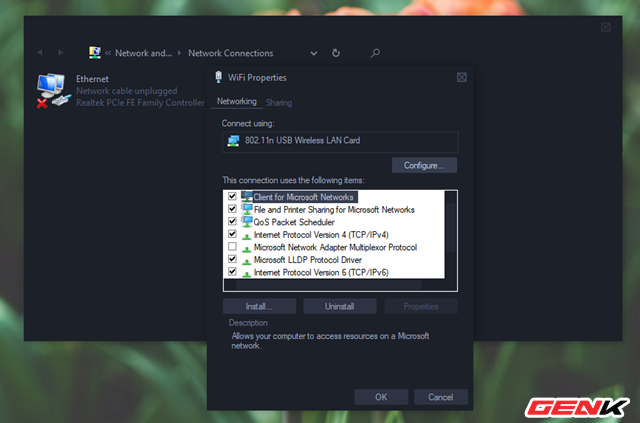 « Network and... ▸ Network Connections
Ethernet
Network cable unplugged
Realtek PCIe FE Family Controller
WiFi Properties
Networking Sharing
Connect using:
802.11n USB Wireless LAN Card
Configure...
This connection uses the following items:
Client for Microsoft Networks
File and Printer Sharing for Microsoft Networks
QoS Packet Scheduler
Internet Protocol Version 4 (TCP/IPv4)
Microsoft Network Adapter Multiplexor Protocol
Microsoft LLDP Protocol Driver
Internet Protocol Version 6 (TCP/IPv6)
Install... Uninstall Properties
Description
Allows your computer to access resources on a Microsoft
network.
OK Cancel
GENK